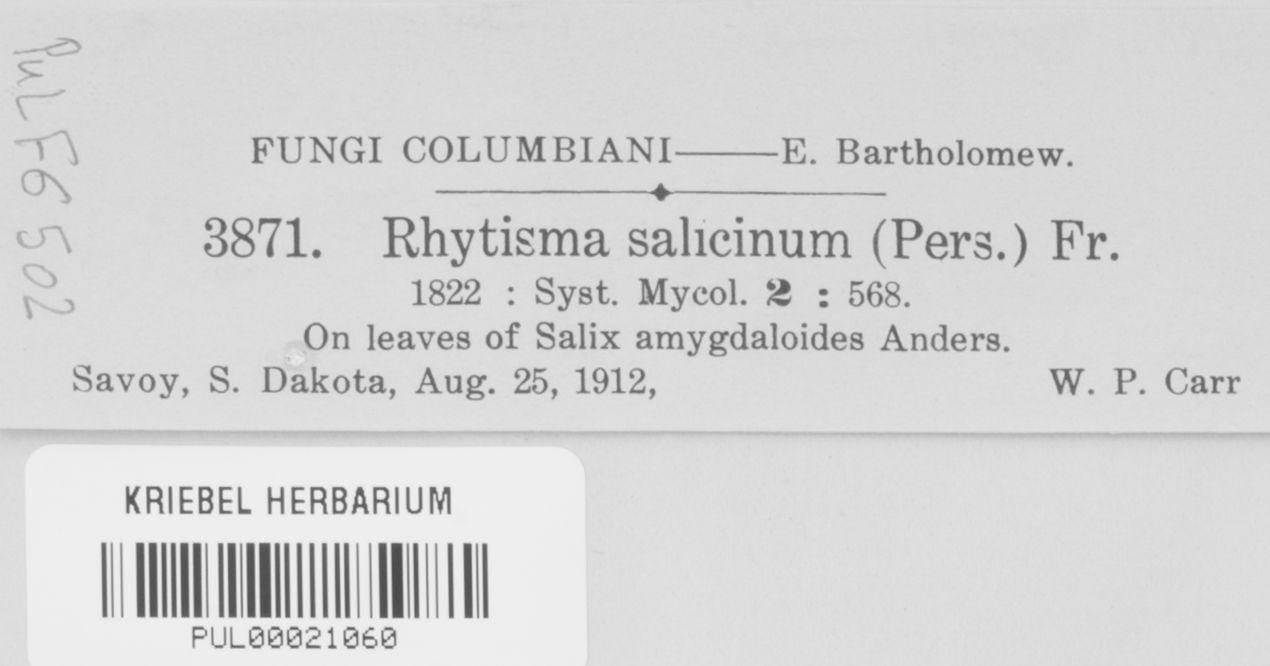 PUL F6502
FUNGI COLUMBIANI——E. Bartholomew.
3871. Rhytisma salicinum (Pers.) Fr.
1822 : Syst. Mycol. 2 : 568.
On leaves of Salix amygdaloides Anders.
Savoy, S. Dakota, Aug. 25, 1912, W. P. Carr
KRIEBEL HERBARIUM
PUL00021060